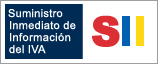 Suministro
Inmediato de
Información
del IVA
SII